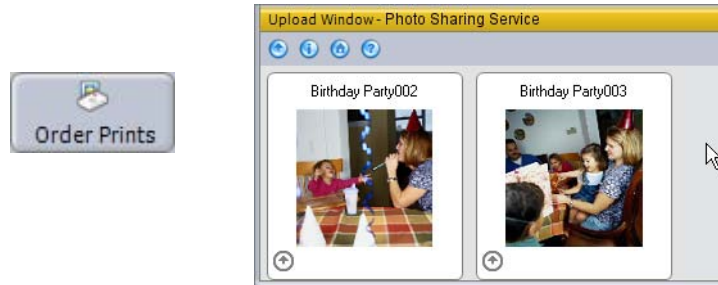 Order Prints
Upload Window - Photo Sharing Service
Birthday Party002
Birthday Party003